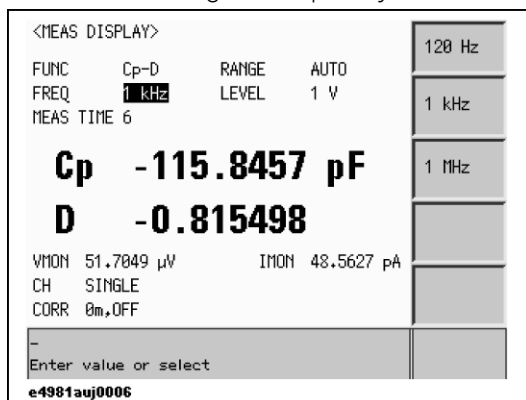 <MEAS DISPLAY>
FUNC Cp-D RANGE AUTO
FREQ 1 kHz LEVEL 1 V
MEAS TIME 6
Cp -115.8457 pF
D -0.815498
VMON 51.7049 µV IMON 48.5627 pA
CH SINGLE
CORR 0m,OFF
120 Hz
1 kHz
1 MHz
-
Enter value or select
e4981auj0006